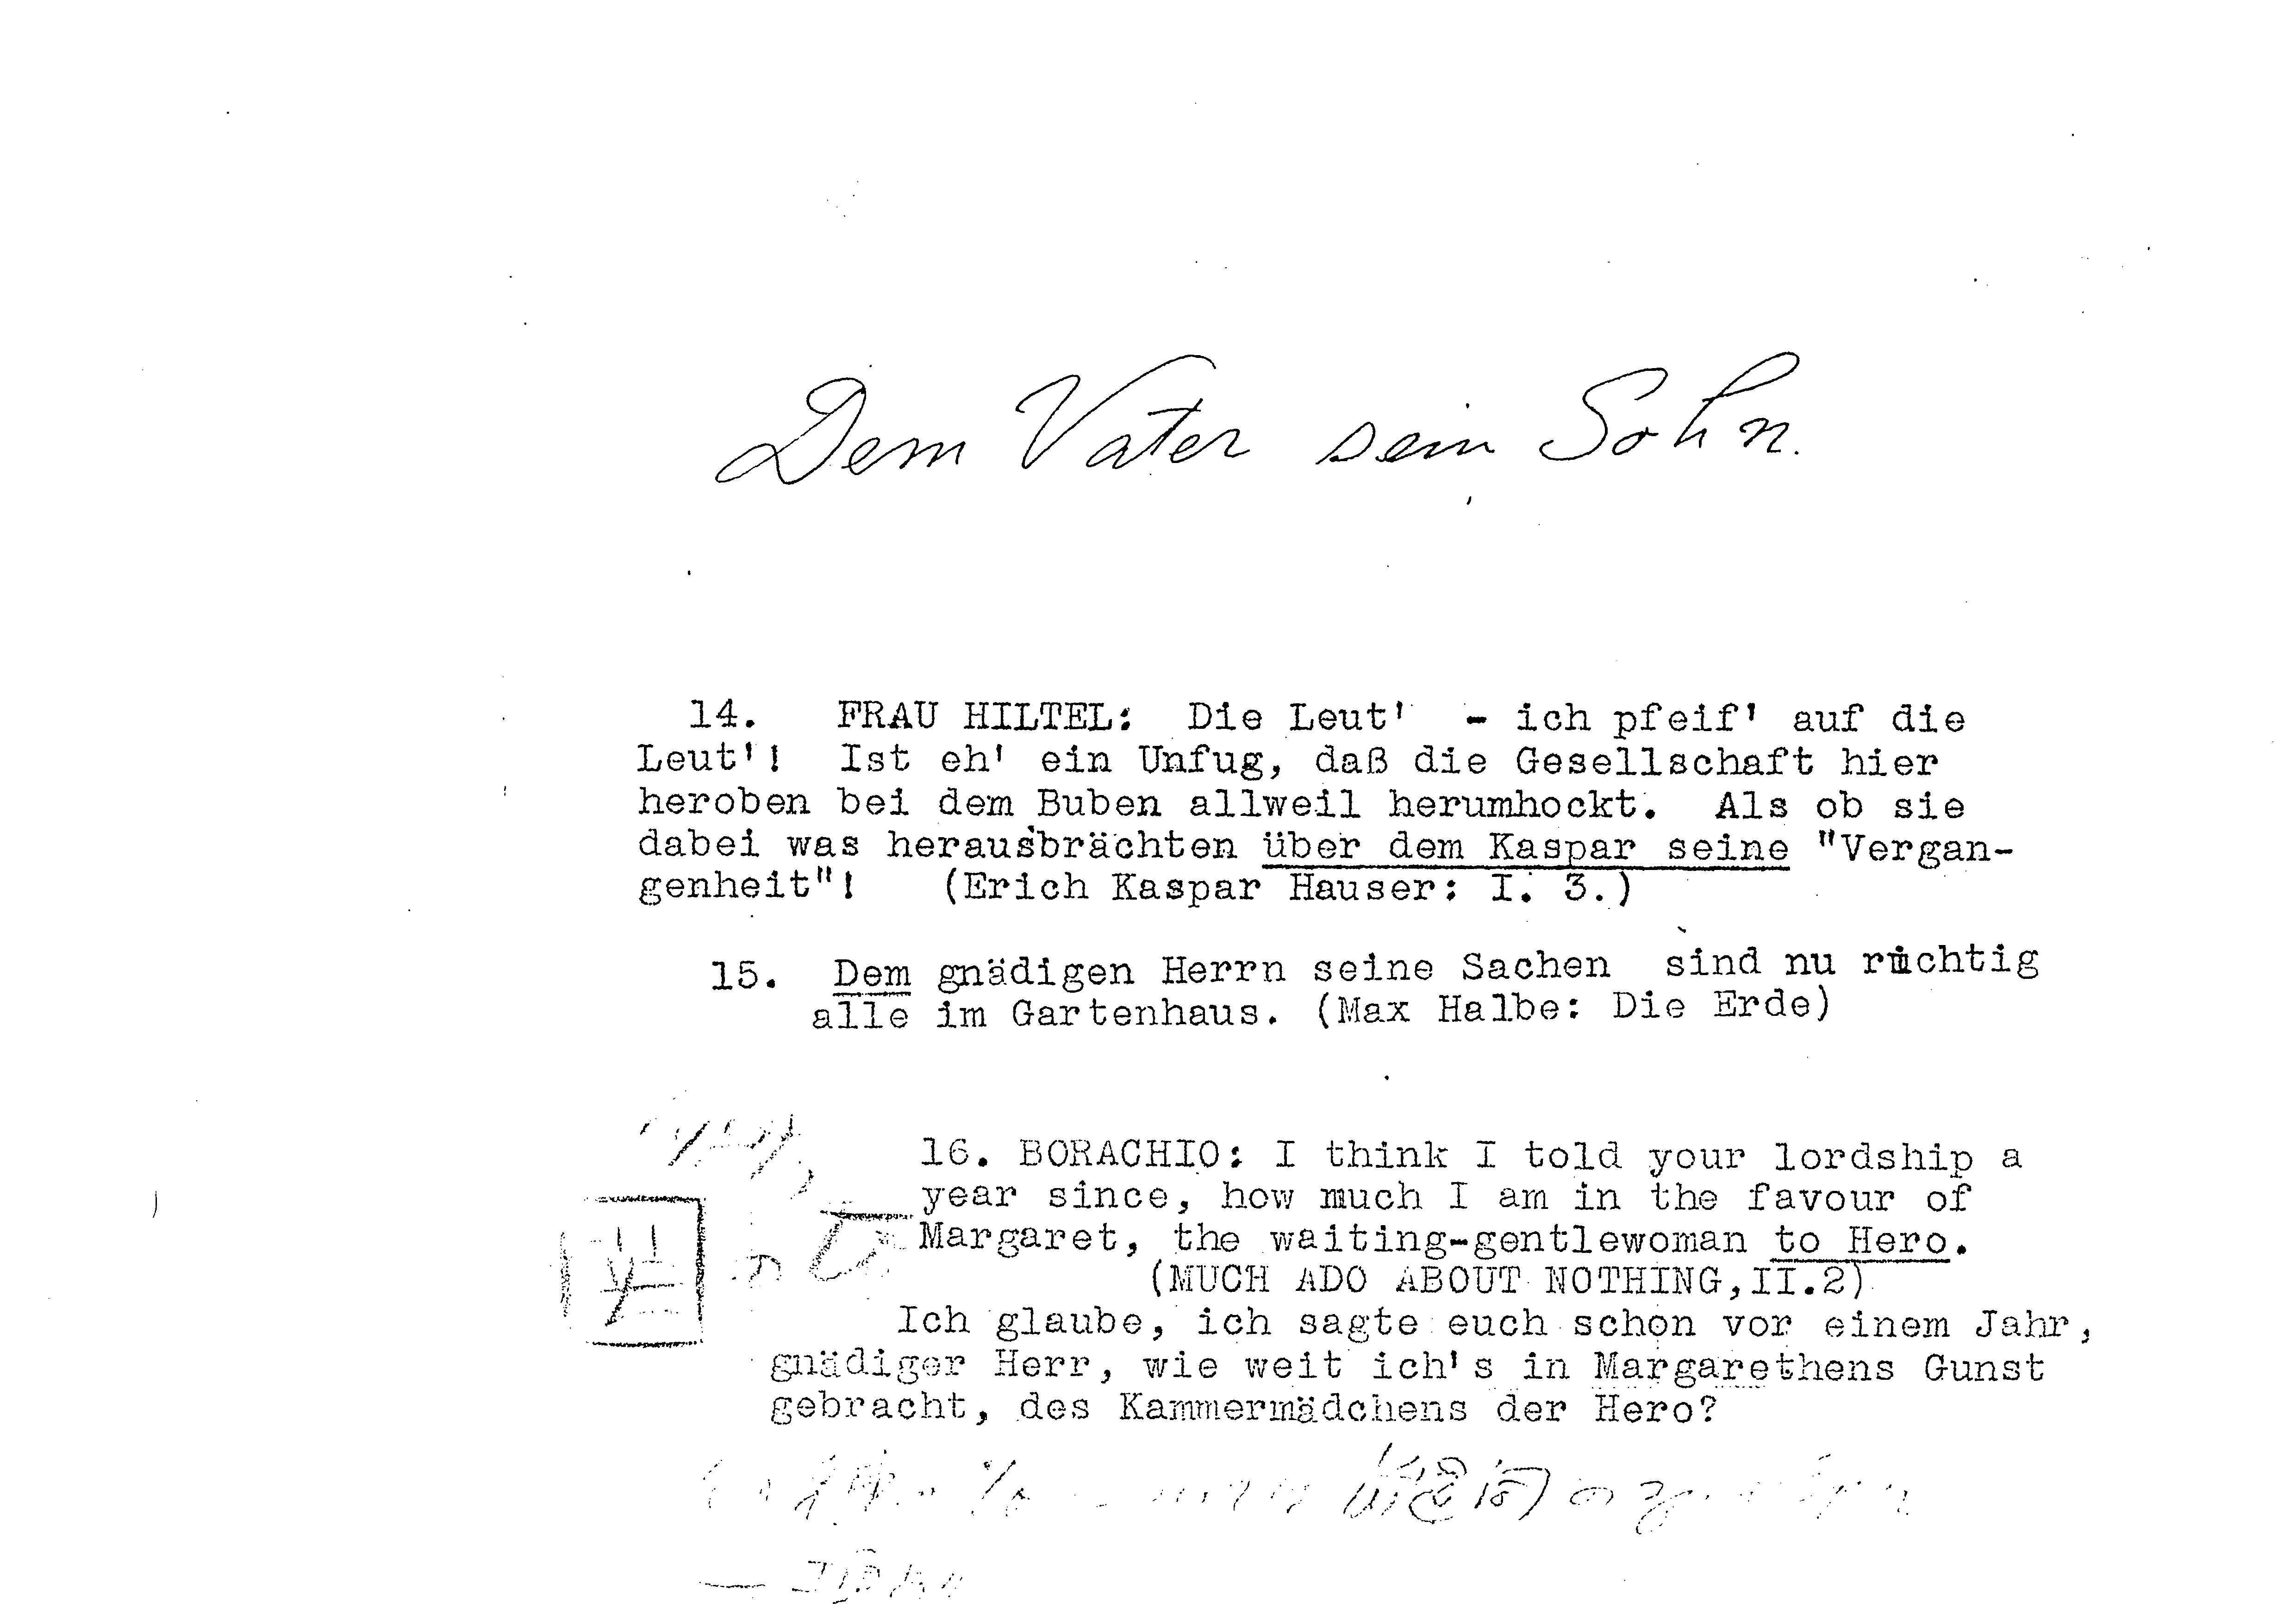 Dem Vater sein Sohn.
14. FRAU HILTEL: Die Leut' - ich pfeif' auf die
Leut'! Ist eh' ein Unfug, daß die Gesellschaft hier
heroben bei dem Buben allweil herumhockt. Als ob sie
dabei was herausbrächten über dem Kaspar seine "Vergan-
genheit"! (Erich Kaspar Hauser: I. 3.)
15. Dem gnädigen Herrn seine Sachen sind nu richtig
alle im Gartenhaus. (Max Halbe: Die Erde)
16. BORACHIO: I think I told your lordship a
year since, how much I am in the favour of
Margaret, the waiting-gentlewoman to Hero.
(MUCH ADO ABOUT NOTHING,II.2)
Ich glaube, ich sagte euch schon vor einem Jahr,
gnädiger Herr, wie weit ich's in Margarethens Gunst
gebracht, des Kammermädchens der Hero?